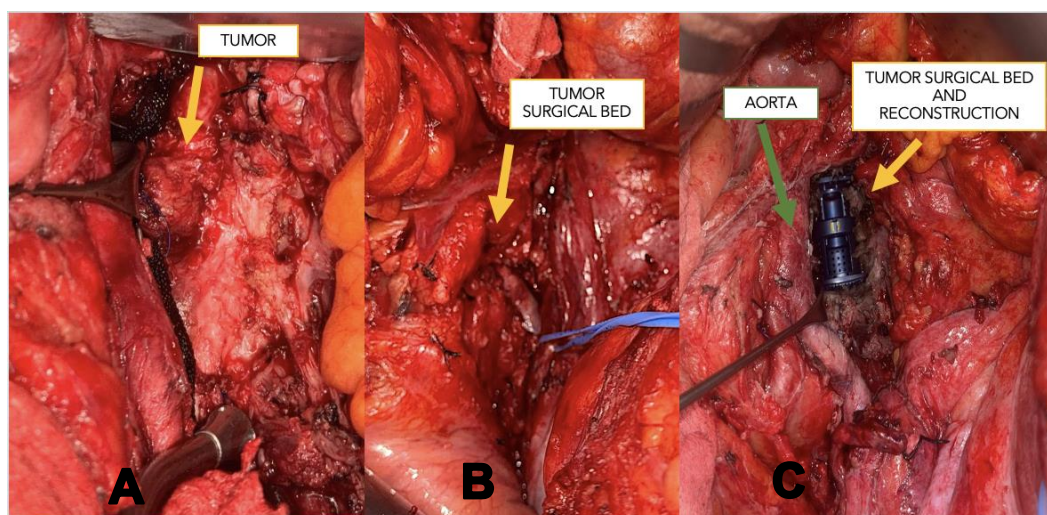 TUMOR
A
TUMOR
SURGICAL BED
B
AORTA
TUMOR SURGICAL BED
AND
RECONSTRUCTION
C